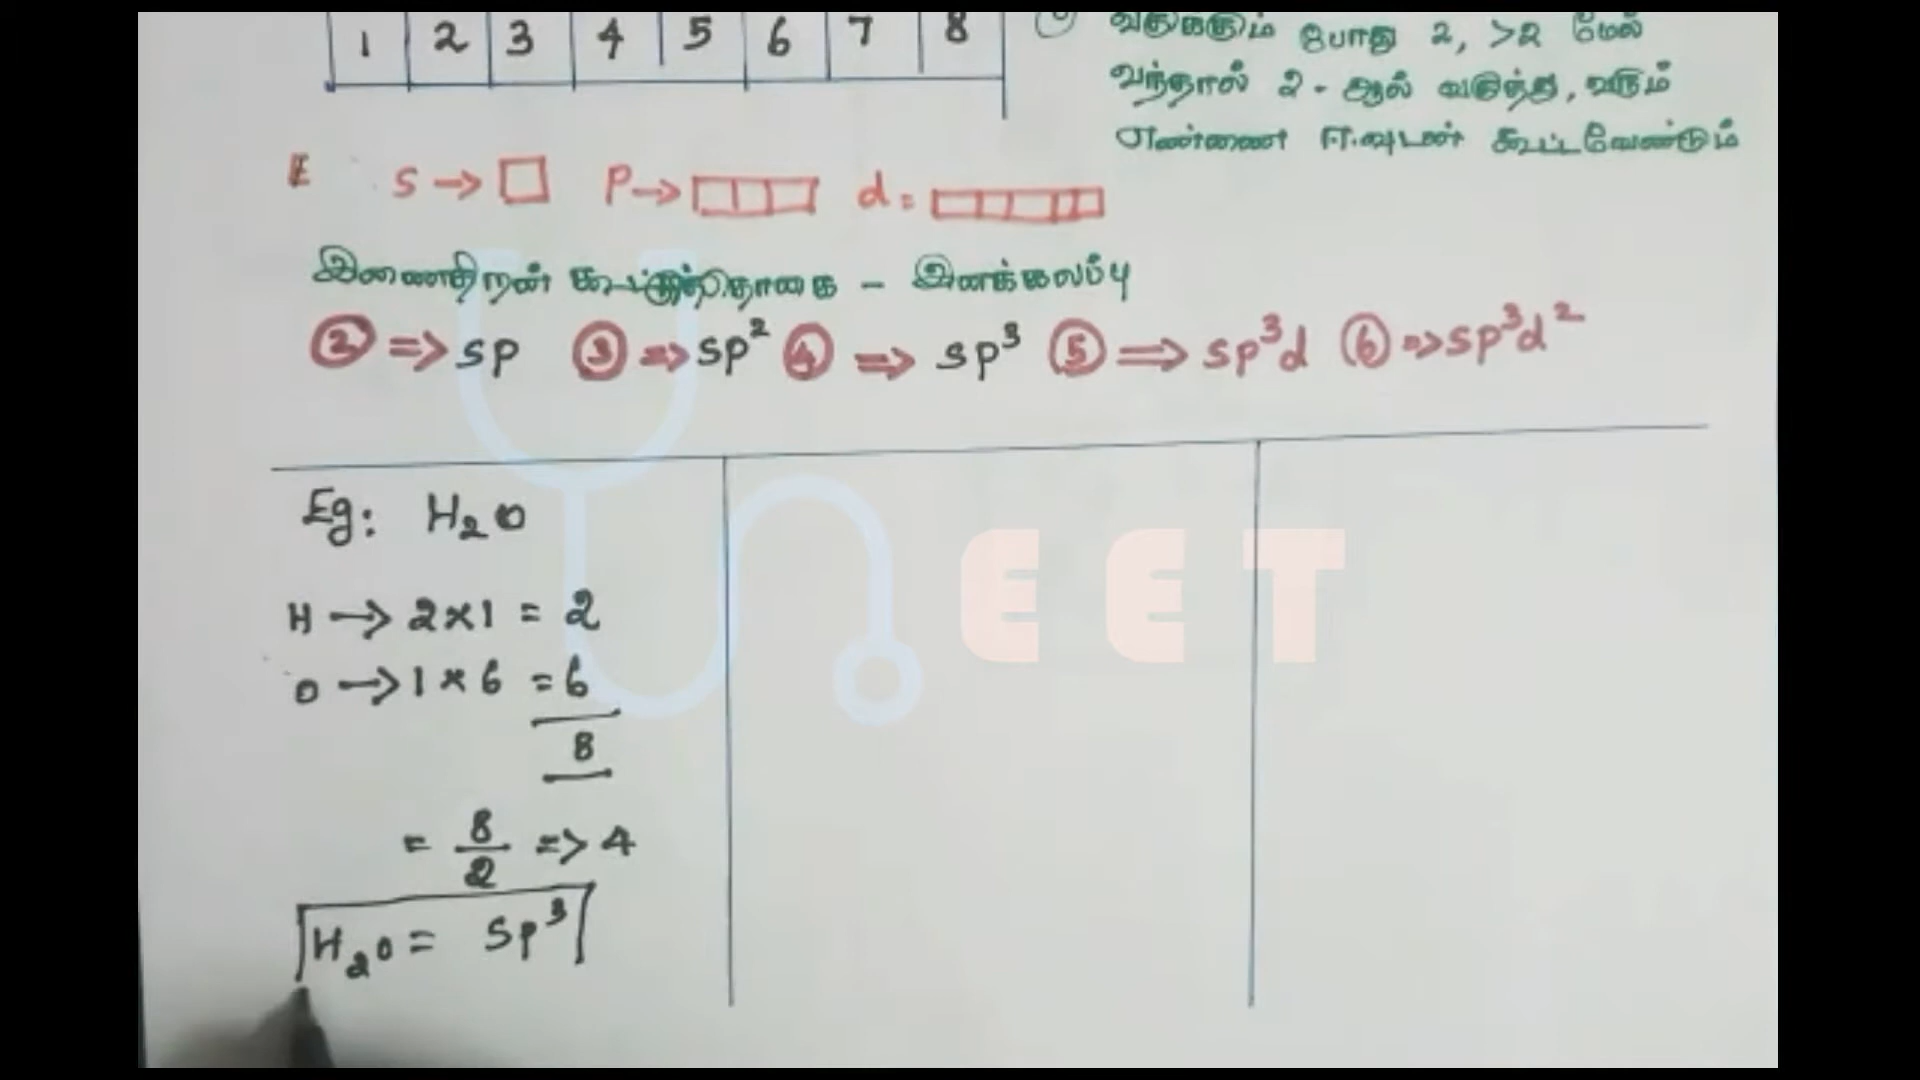 1 2 3 4 5 6 7 8
வகுக்கும் போது 2, >2 மேல்
வந்தால் 2-ஆல் வகுத்து, வரும்
எண்ணை ஈ.வுடன் கூட்டவேண்டும்
E S → P → d =
இணைதிறன் கூட்டுத்தொகை - இனக்கலப்பு
2 => sp 3 => sp² 4 => sp³ 5 => sp³d 6 => sp³d²
Eg: H₂O
H → 2×1 = 2
O → 1×6 = 6
8
= 8/2 => 4
H₂O = Sp³
EET